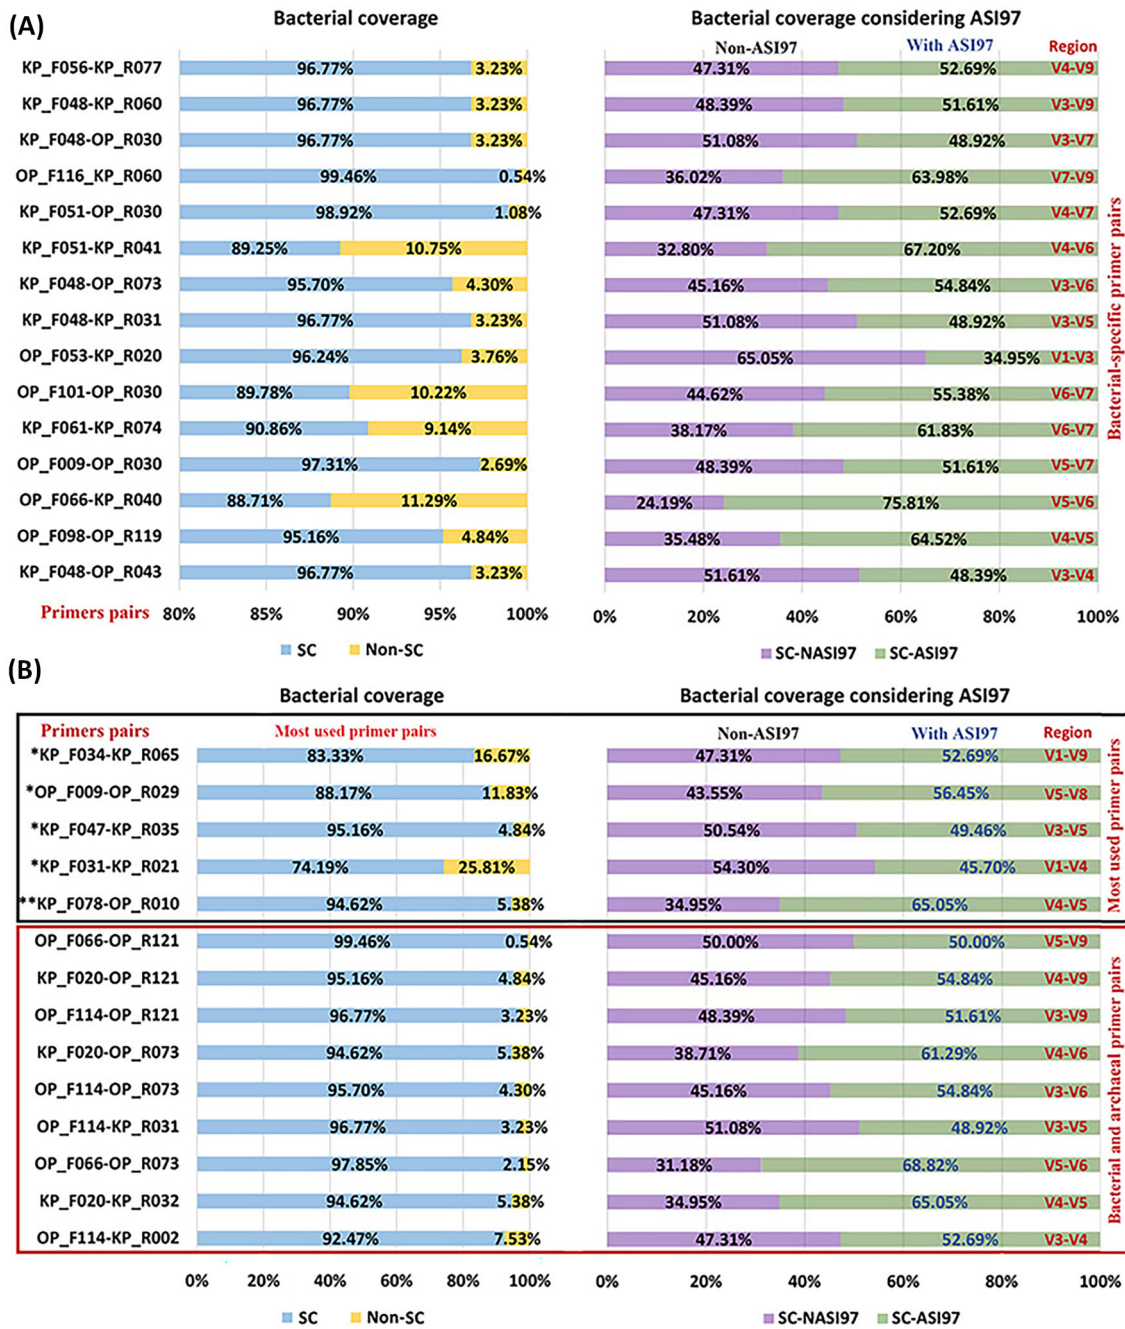 (A)
Bacterial coverage
Bacterial coverage considering ASI97
Non-ASI97 With ASI97 Region
KP_F056-KP_R077 96.77% 3.23% 47.31% 52.69% V4-V9
KP_F048-KP_R060 96.77% 3.23% 48.39% 51.61% V3-V9
KP_F048-OP_R030 96.77% 3.23% 51.08% 48.92% V3-V7
OP_F116_KP_R060 99.46% 0.54% 36.02% 63.98% V7-V9
KP_F051-OP_R030 98.92% 1.08% 47.31% 52.69% V4-V7
KP_F051-KP_R041 89.25% 10.75% 32.80% 67.20% V4-V6
KP_F048-OP_R073 95.70% 4.30% 45.16% 54.84% V3-V6
KP_F048-KP_R031 96.77% 3.23% 51.08% 48.92% V3-V5
OP_F053-KP_R020 96.24% 3.76% 65.05% 34.95% V1-V3
OP_F101-OP_R030 89.78% 10.22% 44.62% 55.38% V6-V7
KP_F061-KP_R074 90.86% 9.14% 38.17% 61.83% V6-V7
OP_F009-OP_R030 97.31% 2.69% 48.39% 51.61% V5-V7
OP_F066-KP_R040 88.71% 11.29% 24.19% 75.81% V5-V6
OP_F098-OP_R119 95.16% 4.84% 35.48% 64.52% V4-V5
KP_F048-OP_R043 96.77% 3.23% 51.61% 48.39% V3-V4
Bacterial-specific primer pairs
Primers pairs 80% 85% 90% 95% 100% 0% 20% 40% 60% 80% 100%
SC Non-SC SC-NASI97 SC-ASI97
(B)
Bacterial coverage
Bacterial coverage considering ASI97
Primers pairs Most used primer pairs Non-ASI97 With ASI97 Region
*KP_F034-KP_R065 83.33% 16.67% 47.31% 52.69% V1-V9
*OP_F009-OP_R029 88.17% 11.83% 43.55% 56.45% V5-V8
*KP_F047-KP_R035 95.16% 4.84% 50.54% 49.46% V3-V5
*KP_F031-KP_R021 74.19% 25.81% 54.30% 45.70% V1-V4
**KP_F078-OP_R010 94.62% 5.38% 34.95% 65.05% V4-V5
Most used primer pairs
OP_F066-OP_R121 99.46% 0.54% 50.00% 50.00% V5-V9
KP_F020-OP_R121 95.16% 4.84% 45.16% 54.84% V4-V9
OP_F114-OP_R121 96.77% 3.23% 48.39% 51.61% V3-V9
KP_F020-OP_R073 94.62% 5.38% 38.71% 61.29% V4-V6
OP_F114-OP_R073 95.70% 4.30% 45.16% 54.84% V3-V6
OP_F114-KP_R031 96.77% 3.23% 51.08% 48.92% V3-V5
OP_F066-OP_R073 97.85% 2.15% 31.18% 68.82% V5-V6
KP_F020-KP_R032 94.62% 5.38% 34.95% 65.05% V4-V5
OP_F114-KP_R002 92.47% 7.53% 47.31% 52.69% V3-V4
Bacterial and archaeal primer pairs
0% 20% 40% 60% 80% 100% 0% 20% 40% 60% 80% 100%
SC Non-SC SC-NASI97 SC-ASI97